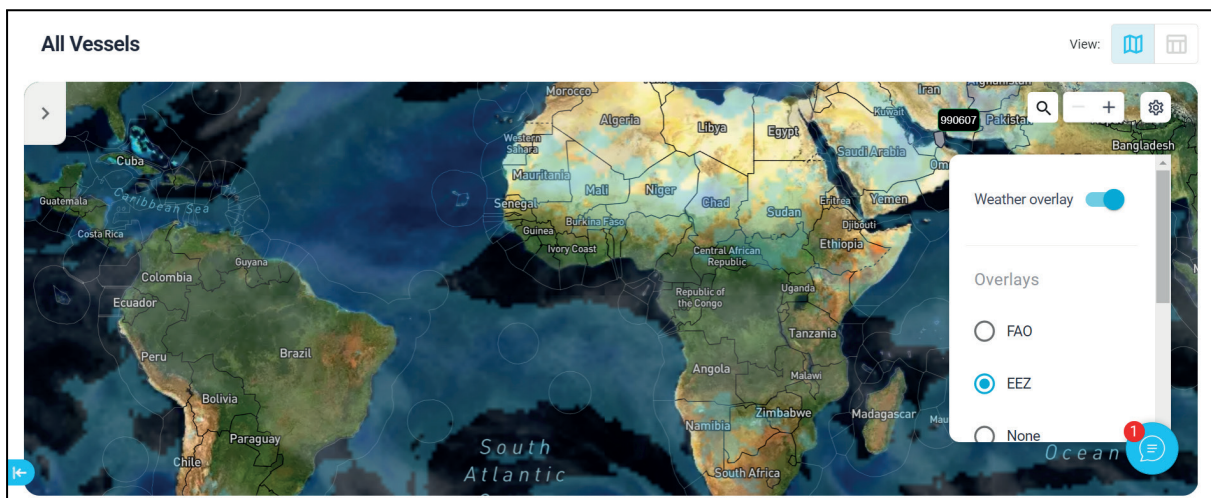 All Vessels
View:
Morocco
Algeria
Libya
Egypt
Iran
Kuwait
990607
Pakistan
Western
Sahara
Saudi Arabia
Om
Bangladesh
Cuba
Caribbean Sea
Guatemala
Costa Rica
Mauritania
Mali
Niger
Chad
Sudan
Eritrea
Yemen
Senegal
Burkina Faso
Guinea
Ivory Coast
Djibouti
Ethiopia
Central African
Republic
Guyana
Colombia
Ecuador
Republic of
the Congo
Uganda
Tanzania
Peru
Brazil
Angola
Malawi
Bolivia
Zimbabwe
Madagascar
Mau
Namibia
Paraguay
Chile
South
Atlantic
South Africa
Ocean
Weather overlay
Overlays
FAO
EEZ
None
1